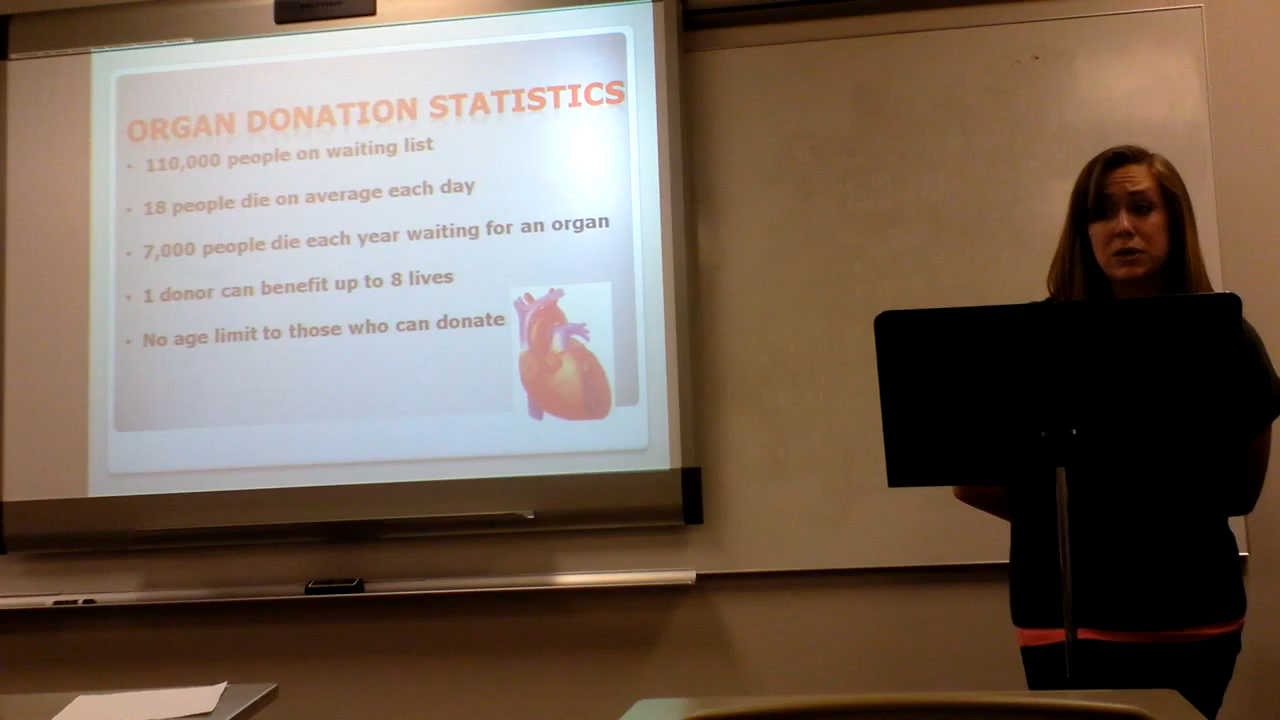 ORGAN DONATION STATISTICS
• 110,000 people on waiting list
• 18 people die on average each day
• 7,000 people die each year waiting for an organ
• 1 donor can benefit up to 8 lives
• No age limit to those who can donate